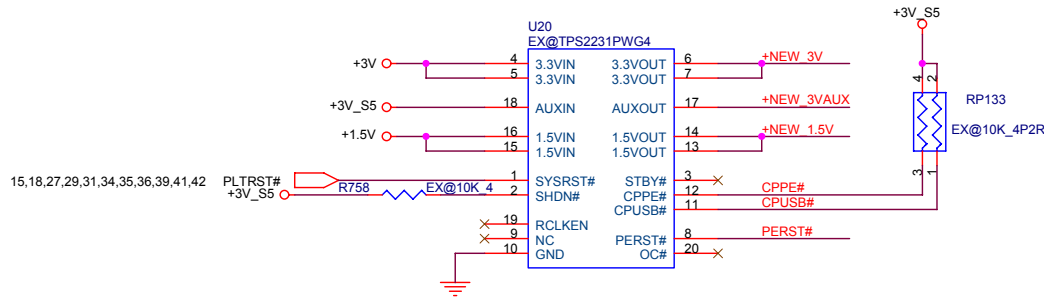 +3V_S5
U20
EX@TPS2231PWG4
+3V
4
3.3VIN
3.3VOUT
6
+NEW_3V
5
3.3VIN
3.3VOUT
7
4
2
RP133
+3V_S5
18
AUXIN
AUXOUT
17
+NEW_3VAUX
EX@10K_4P2R
+1.5V
16
1.5VIN
1.5VOUT
14
+NEW_1.5V
15
1.5VIN
1.5VOUT
13
3
1
15,18,27,29,31,34,35,36,39,41,42
PLTRST#
1
SYSRST#
STBY#
3
+3V_S5
R758
EX@10K_4
2
SHDN#
CPPE#
12
CPPE#
CPUSB#
11
CPUSB#
19
RCLKEN
9
NC
PERST#
8
PERST#
10
GND
OC#
20